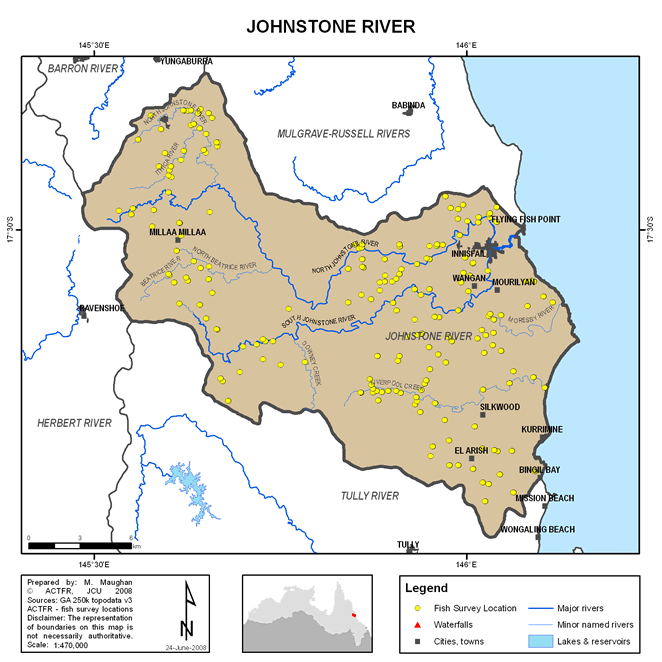 JOHNSTONE RIVER
145°30'E
146°E
BARRON RIVER
YUNGABURRA
BABINDA
MULGRAVE-RUSSELL RIVERS
NORTH JOHNSTONE RIVER
ITHACA RIVER
17°30'S
17°30'S
FLYING FISH POINT
MILLAA MILLAA
NORTH JOHNSTONE RIVER
INNISFAIL
NORTH BEATRICE RIVER
BEATRICE RIVER
WANGAN
MOURILYAN
RAVENSHOE
SOUTH JOHNSTONE RIVER
MORESBY RIVER
JOHNSTONE RIVER
DOWNEY CREEK
LIVERPOOL CREEK
SILKWOOD
HERBERT RIVER
KURRIMINE
EL ARISH
BINGIL BAY
TULLY RIVER
MISSION BEACH
WONGALING BEACH
TULLY
0 3 6
km
145°30'E
146°E
Prepared by: M. Maughan
© ACTFR, JCU 2008
Sources: GA 250k topodata v3
ACTFR - fish survey locations
Disclaimer: The representation
of boundaries on this map is
not necessarily authoritative.
Scale: 1:470,000
N
24-June-2008
Legend
Fish Survey Location
Major rivers
Waterfalls
Minor named rivers
Cities, towns
Lakes & reservoirs